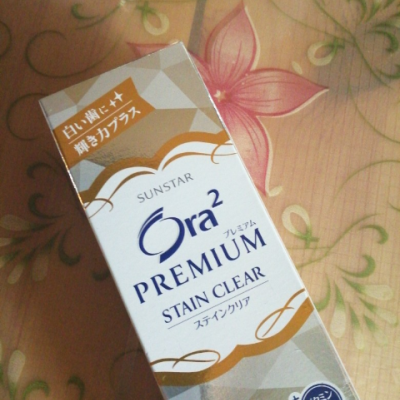 白い歯に++
輝き力プラス
SUNSTAR
Ora2
プレミアム
PREMIUM
STAIN CLEAR
ステインクリア